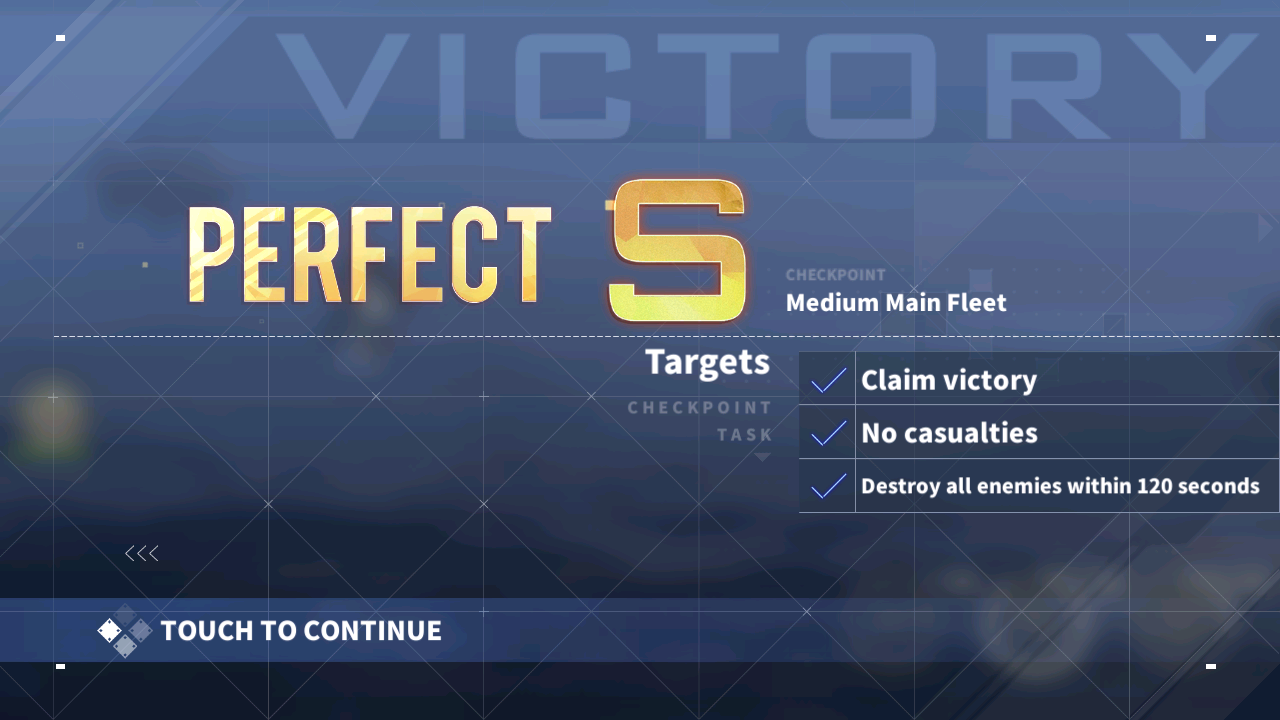 VICTORY
PERFECT S
CHECKPOINT
Medium Main Fleet
Targets
CHECKPOINT
TASK
Claim victory
No casualties
Destroy all enemies within 120 seconds
TOUCH TO CONTINUE